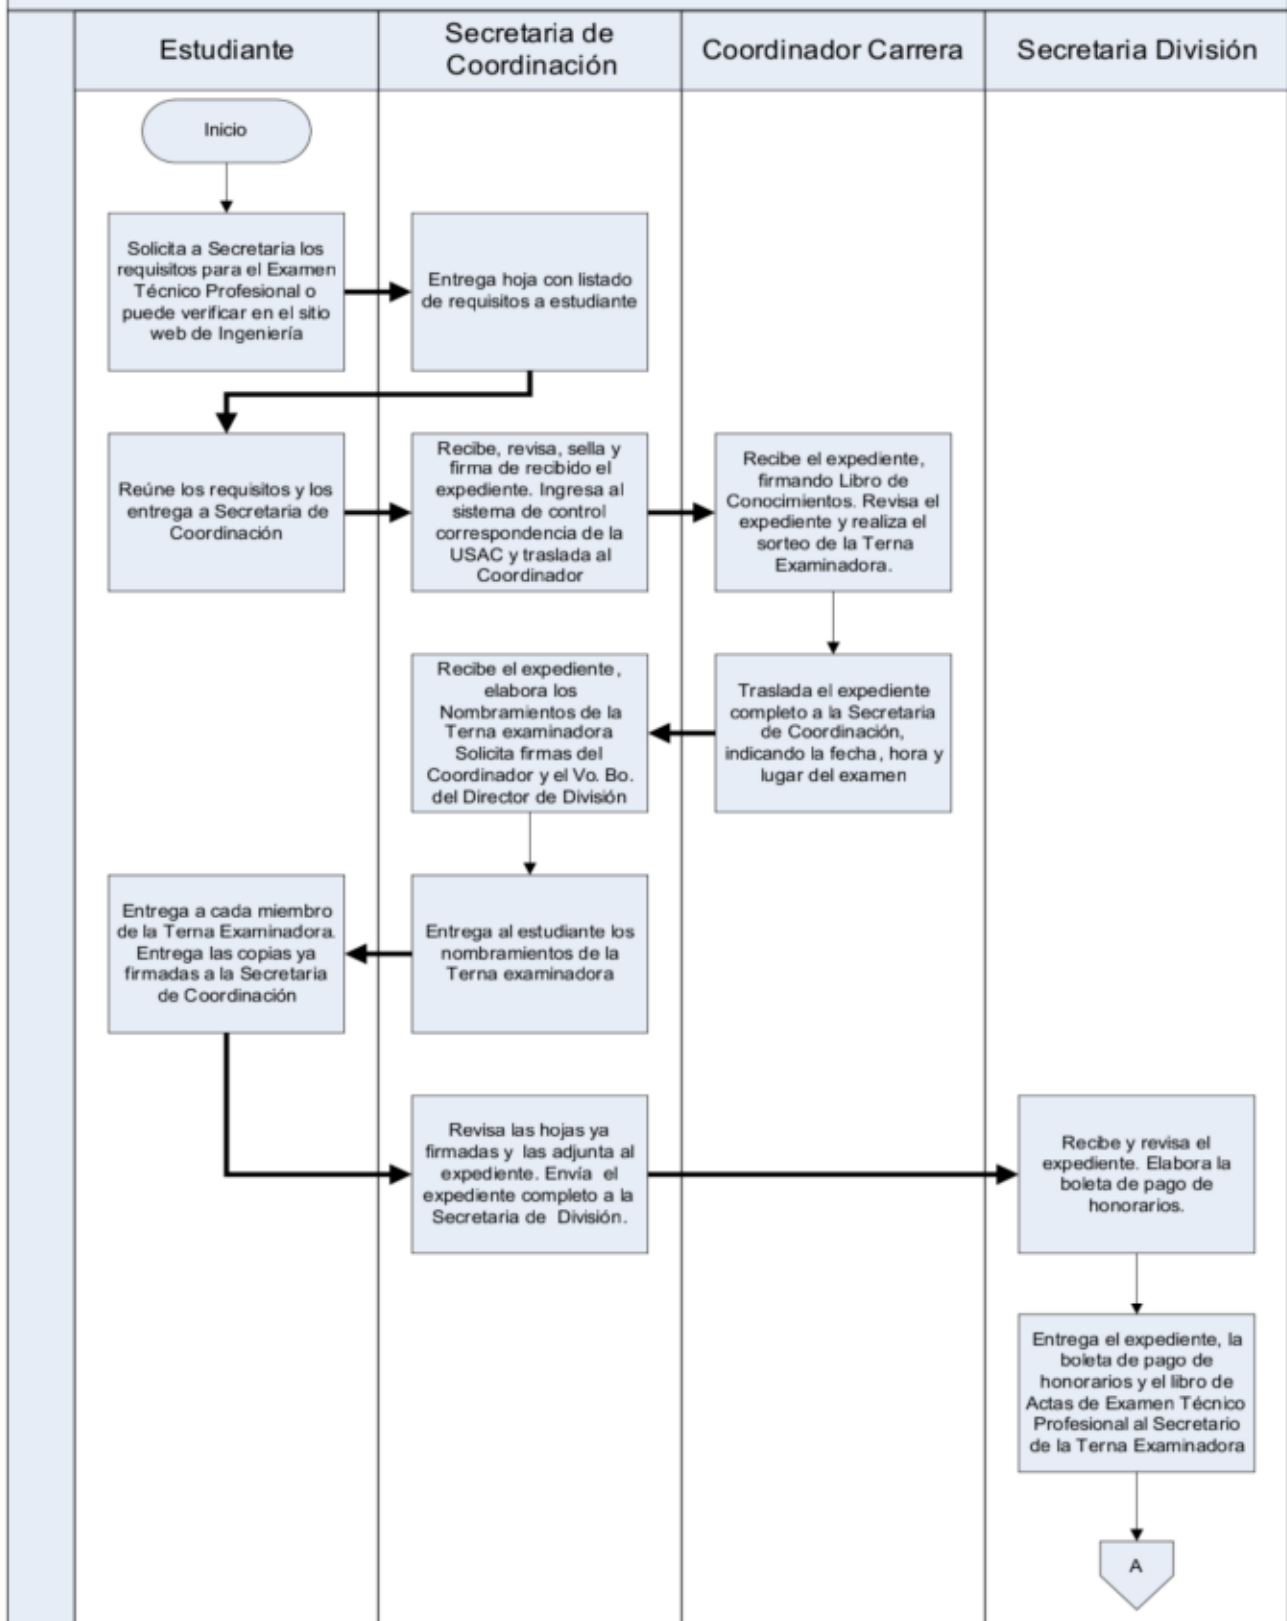 Estudiante
Secretaria de
Coordinación
Coordinador Carrera
Secretaria División
Inicio
Solicita a Secretaria los
requisitos para el Examen
Técnico Profesional o
puede verificar en el sitio
web de Ingeniería
Entrega hoja con listado
de requisitos a estudiante
Reúne los requisitos y los
entrega a Secretaria de
Coordinación
Recibe, revisa, sella y
firma de recibido el
expediente. Ingresa al
sistema de control
correspondencia de la
USAC y traslada al
Coordinador
Recibe el expediente,
firmando Libro de
Conocimientos. Revisa el
expediente y realiza el
sorteo de la Terna
Examinadora.
Traslada el expediente
completo a la Secretaria
de Coordinación,
indicando la fecha, hora y
lugar del examen
Recibe el expediente,
elabora los
Nombramientos de la
Terna examinadora
Solicita firmas del
Coordinador y el Vo. Bo.
del Director de División
Entrega al estudiante los
nombramientos de la
Terna examinadora
Entrega a cada miembro
de la Terna Examinadora.
Entrega las copias ya
firmadas a la Secretaria
de Coordinación
Revisa las hojas ya
firmadas y las adjunta al
expediente. Envía el
expediente completo a la
Secretaria de División.
Recibe y revisa el
expediente. Elabora la
boleta de pago de
honorarios.
Entrega el expediente, la
boleta de pago de
honorarios y el libro de
Actas de Examen Técnico
Profesional al Secretario
de la Terna Examinadora
A